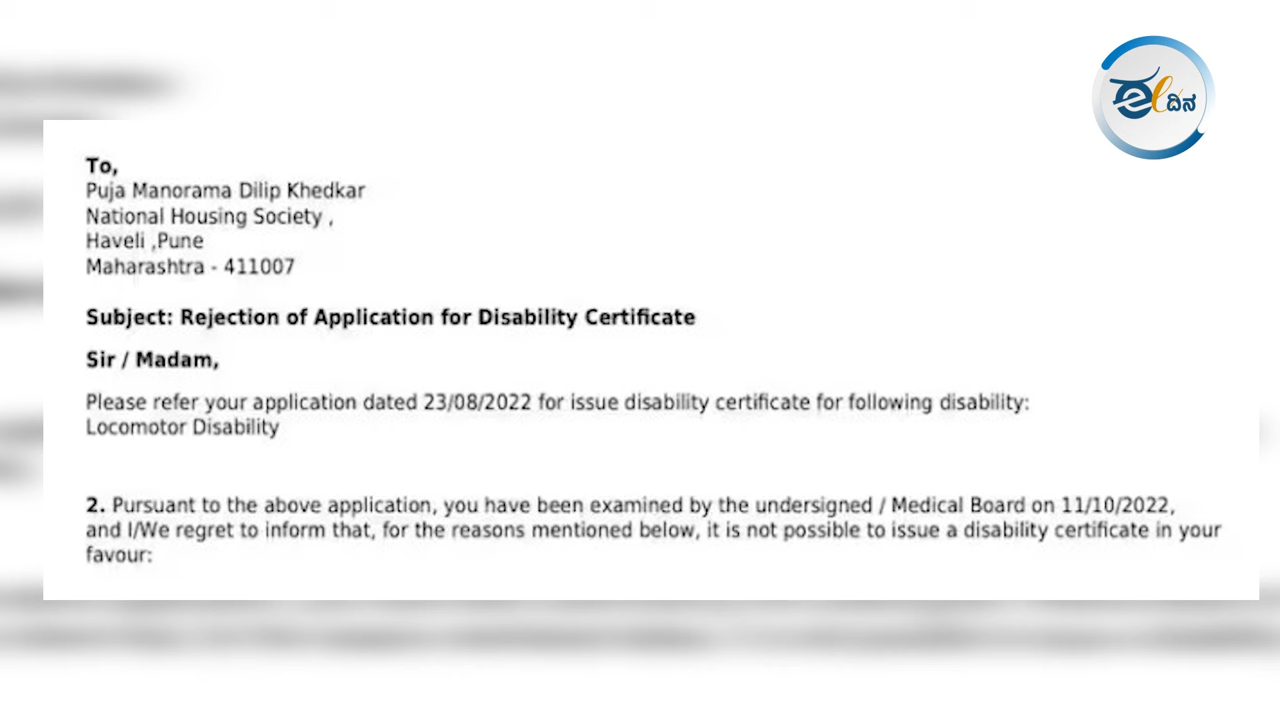 ಈ ದಿನ
To,
Puja Manorama Dilip Khedkar
National Housing Society ,
Haveli ,Pune
Maharashtra - 411007
Subject: Rejection of Application for Disability Certificate
Sir / Madam,
Please refer your application dated 23/08/2022 for issue disability certificate for following disability:
Locomotor Disability
2. Pursuant to the above application, you have been examined by the undersigned / Medical Board on 11/10/2022,
and I/We regret to inform that, for the reasons mentioned below, it is not possible to issue a disability certificate in your
favour: